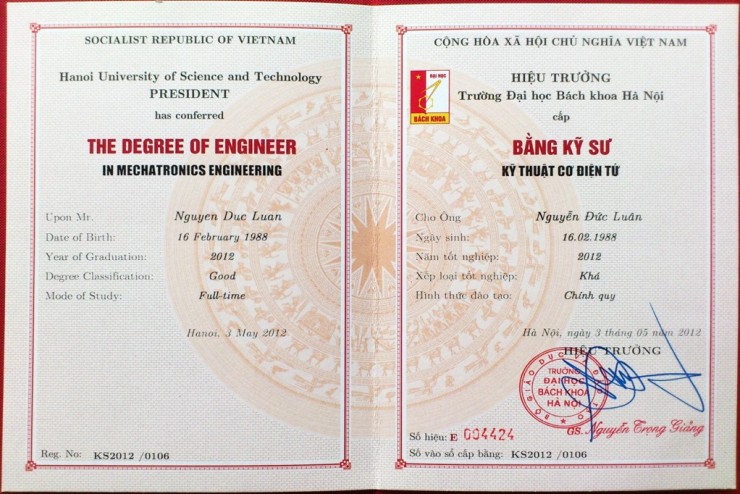 SOCIALIST REPUBLIC OF VIETNAM
Hanoi University of Science and Technology
PRESIDENT
has conferred
THE DEGREE OF ENGINEER
IN MECHATRONICS ENGINEERING
Upon Mr. Nguyen Duc Luan
Date of Birth: 16 February 1988
Year of Graduation: 2012
Degree Classification: Good
Mode of Study: Full-time
Hanoi, 3 May 2012
Reg. No: KS2012 /0106
CỘNG HÒA XÃ HỘI CHỦ NGHĨA VIỆT NAM
ĐẠI HỌC
BÁCH KHOA
HIỆU TRƯỞNG
Trường Đại học Bách khoa Hà Nội
cấp
BẰNG KỸ SƯ
KỸ THUẬT CƠ ĐIỆN TỬ
Cho Ông Nguyễn Đức Luân
Ngày sinh: 16.02.1988
Năm tốt nghiệp: 2012
Xếp loại tốt nghiệp: Khá
Hình thức đào tạo: Chính quy
Hà Nội, ngày 3 tháng 05 năm 2012
HIỆU TRƯỞNG
BỘ GIÁO DỤC VÀ ĐÀO TẠO
TRƯỜNG
ĐẠI HỌC
BÁCH KHOA
HÀ NỘI
GS. Nguyễn Trọng Giảng
Số hiệu: E 004424
Số vào sổ cấp bằng: KS2012 /0106